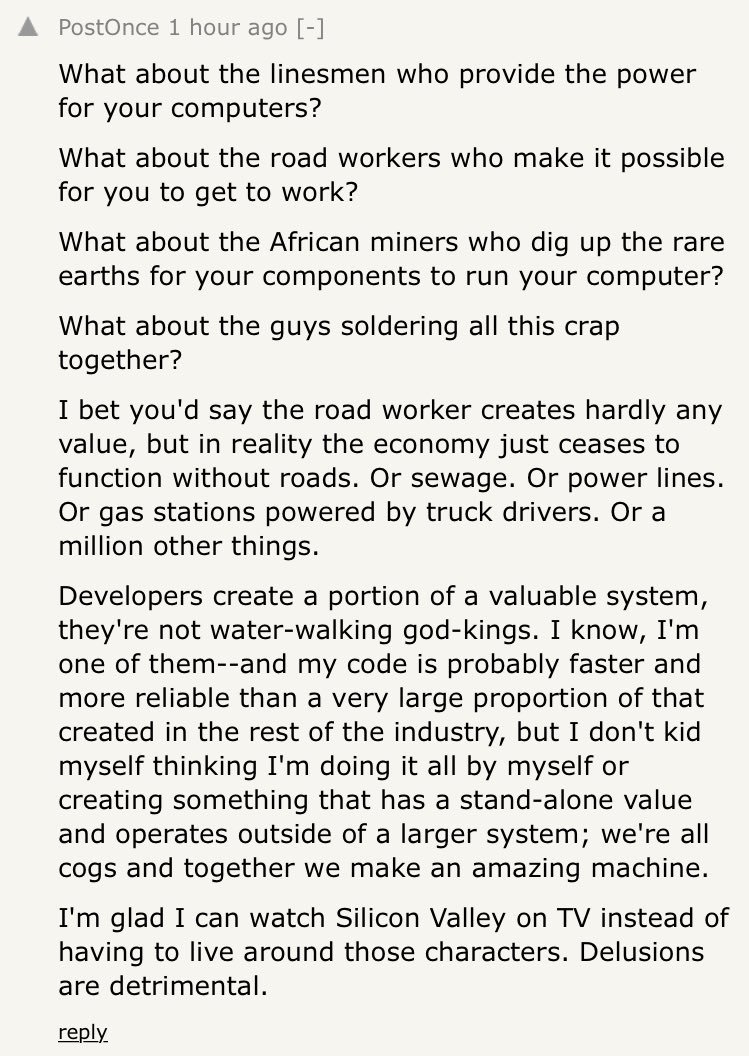 PostOnce 1 hour ago [-]
What about the linesmen who provide the power
for your computers?
What about the road workers who make it possible
for you to get to work?
What about the African miners who dig up the rare
earths for your components to run your computer?
What about the guys soldering all this crap
together?
I bet you'd say the road worker creates hardly any
value, but in reality the economy just ceases to
function without roads. Or sewage. Or power lines.
Or gas stations powered by truck drivers. Or a
million other things.
Developers create a portion of a valuable system,
they're not water-walking god-kings. I know, I'm
one of them--and my code is probably faster and
more reliable than a very large proportion of that
created in the rest of the industry, but I don't kid
myself thinking I'm doing it all by myself or
creating something that has a stand-alone value
and operates outside of a larger system; we're all
cogs and together we make an amazing machine.
I'm glad I can watch Silicon Valley on TV instead of
having to live around those characters. Delusions
are detrimental.
reply